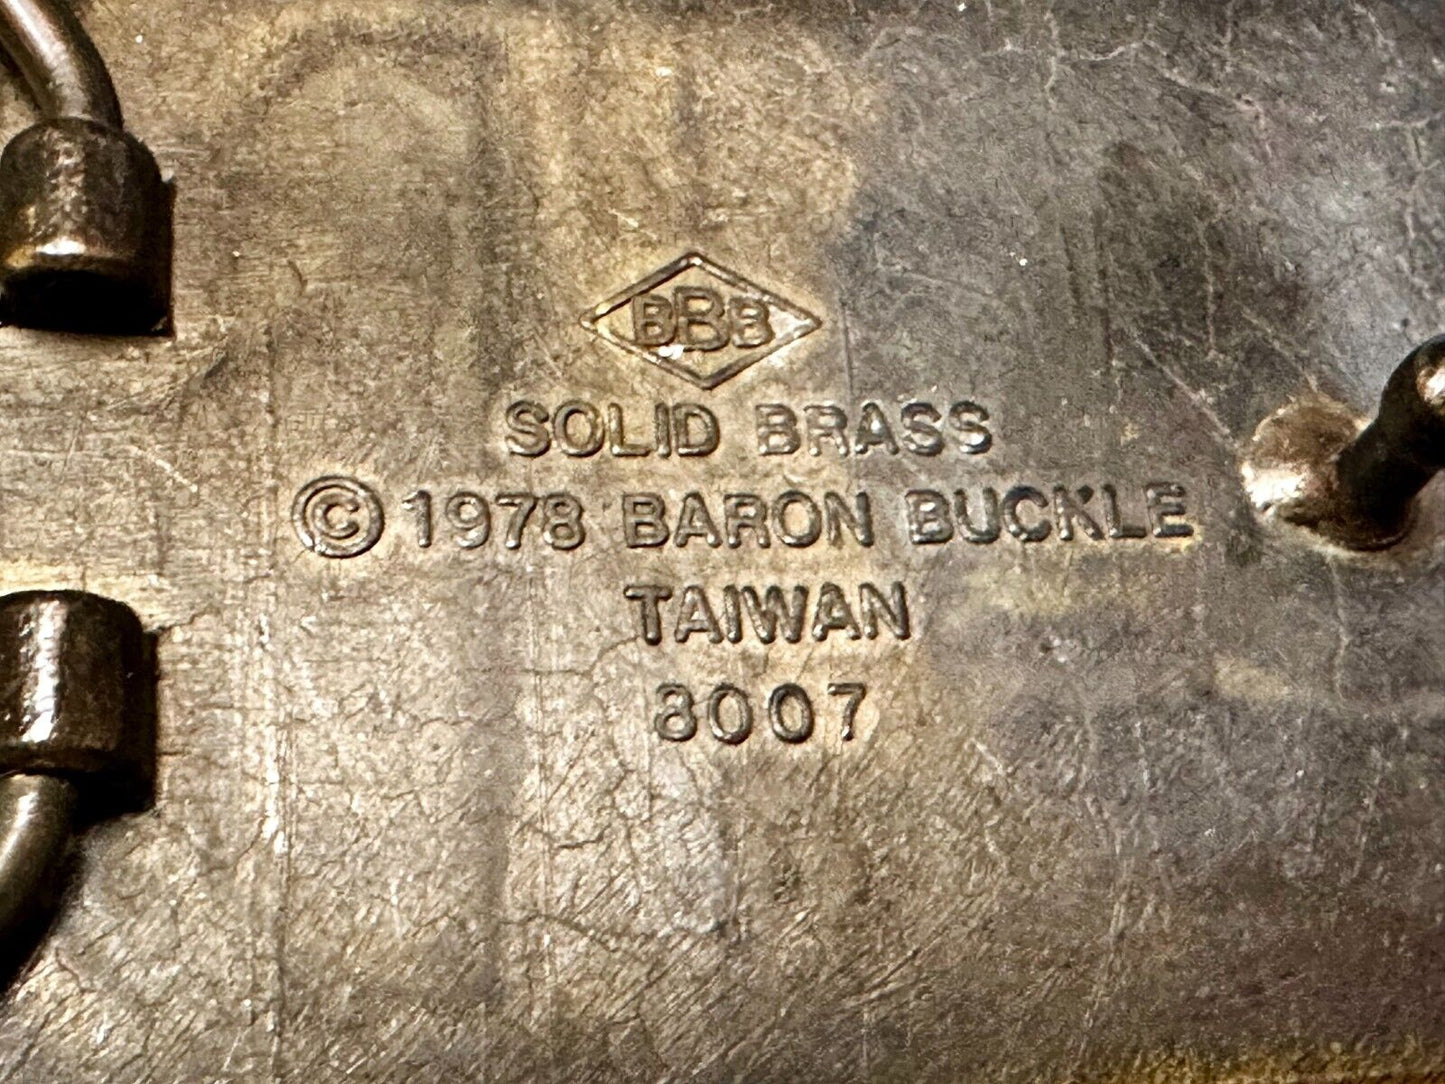 BBB
SOLID BRASS
© 1978 BARON BUCKLE
TAIWAN
8007